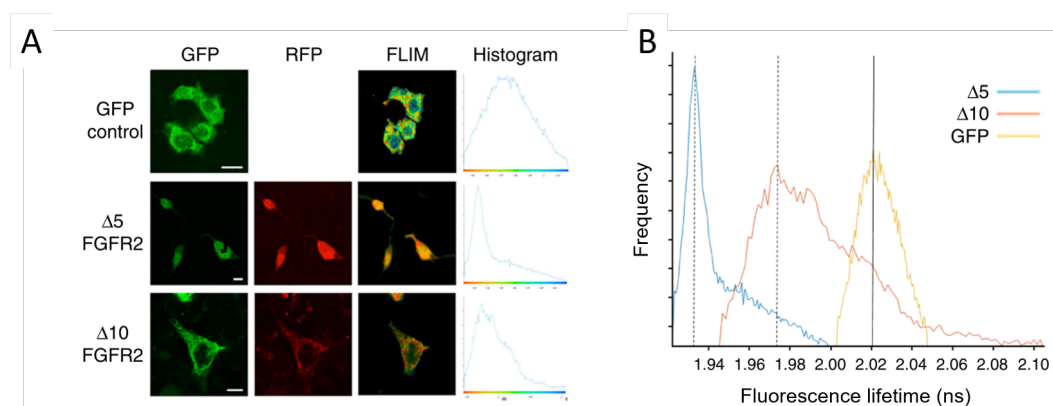 A
GFP
RFP
FLIM
Histogram
GFP
control
Δ5
FGFR2
Δ10
FGFR2
B
Frequency
Δ5
Δ10
GFP
1.94 1.96 1.98 2.00 2.02 2.04 2.06 2.08 2.10
Fluorescence lifetime (ns)